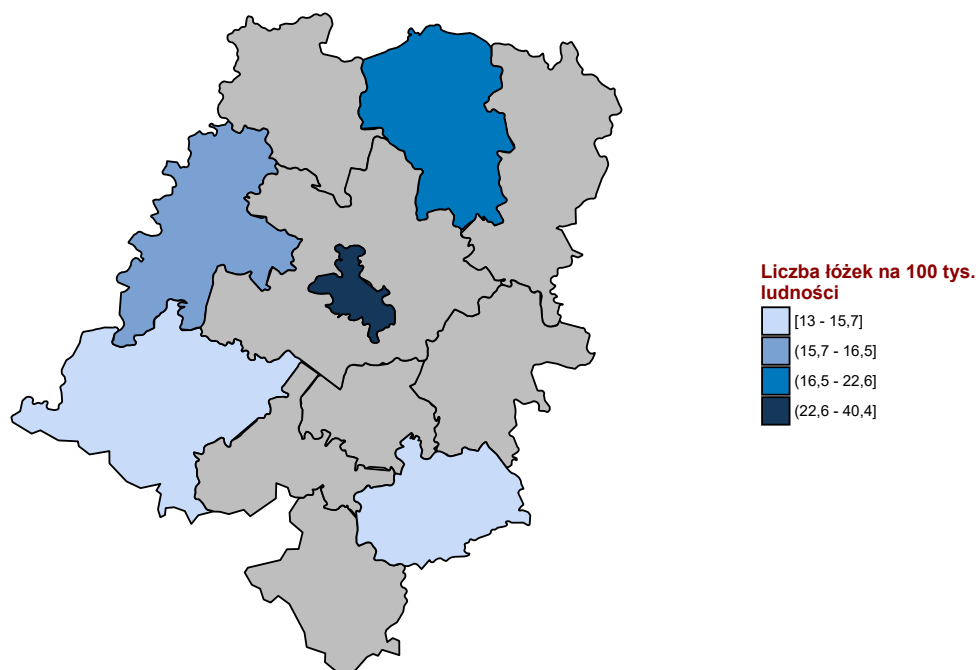 Liczba łóżek na 100 tys.
ludności
[13 - 15,7]
(15,7 - 16,5]
(16,5 - 22,6]
(22,6 - 40,4]